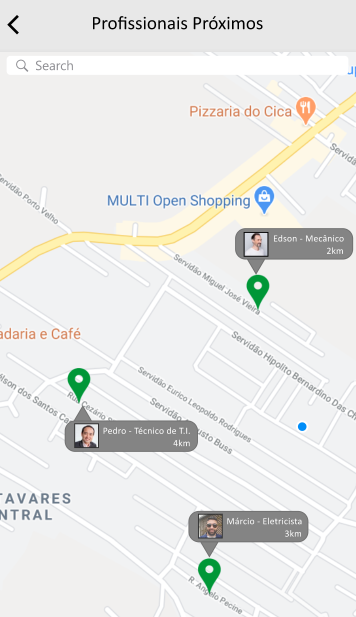 Profissionais Próximos
Search
Pizzaria do Cica
Servidão Porto Velho
MULTI Open Shopping
Edson - Mecânico
2km
Servidão Miguel José Vieira
adaria e Café
Servidão Hipolito Bernardino Das
Servidão Eurico Leopoldo Rodrigues
Pedro - Técnico de T.I.
4km
TAVARES
NTRAL
Márcio - Eletricista
3km
R. Angelo Pecine